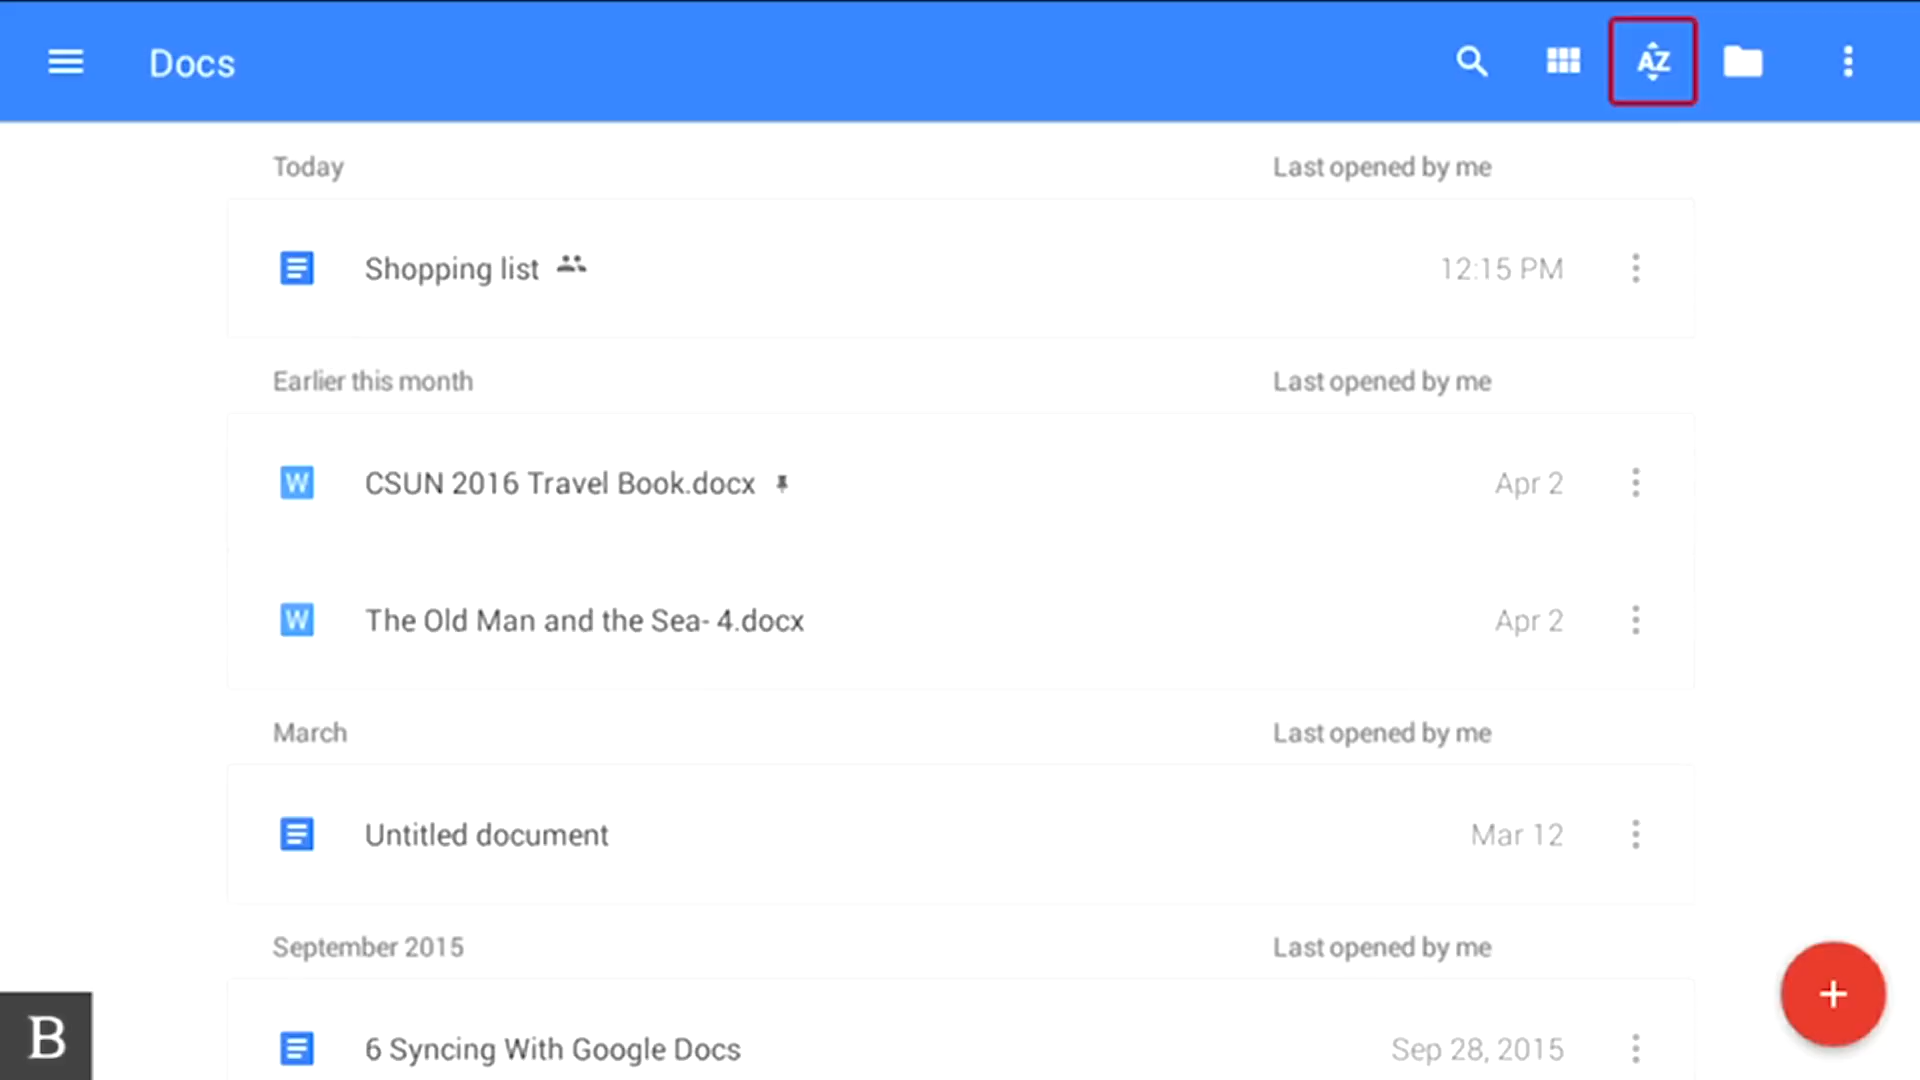 Docs
AZ
Today Last opened by me
Shopping list 12:15 PM
Earlier this month Last opened by me
W CSUN 2016 Travel Book.docx Apr 2
W The Old Man and the Sea- 4.docx Apr 2
March Last opened by me
Untitled document Mar 12
September 2015 Last opened by me
6 Syncing With Google Docs Sep 28, 2015
B